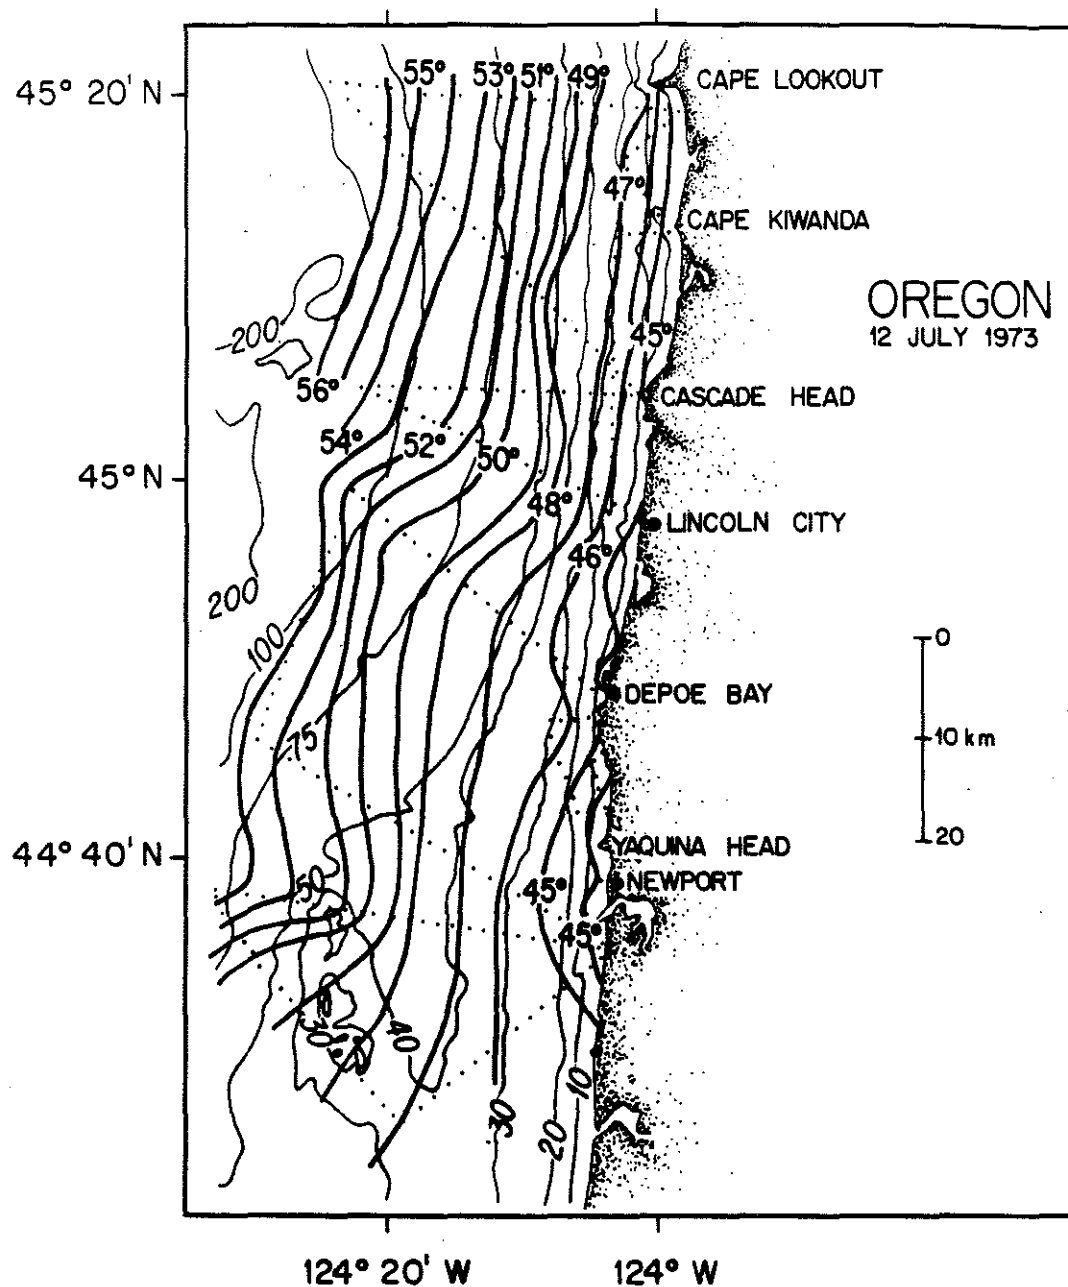 55° 53° 51° 49°
45° 20' N
CAPE LOOKOUT
47°
CAPE KIWANDA
OREGON
12 JULY 1973
200
45°
56°
CASCADE HEAD
54° 52° 50°
45° N
48°
LINCOLN CITY
46°
200
100
0
DEPOE BAY
75
10 km
20
44° 40' N
YAQUINA HEAD
50
45°
NEWPORT
45°
30
40
10
30
20
124° 20' W
124° W